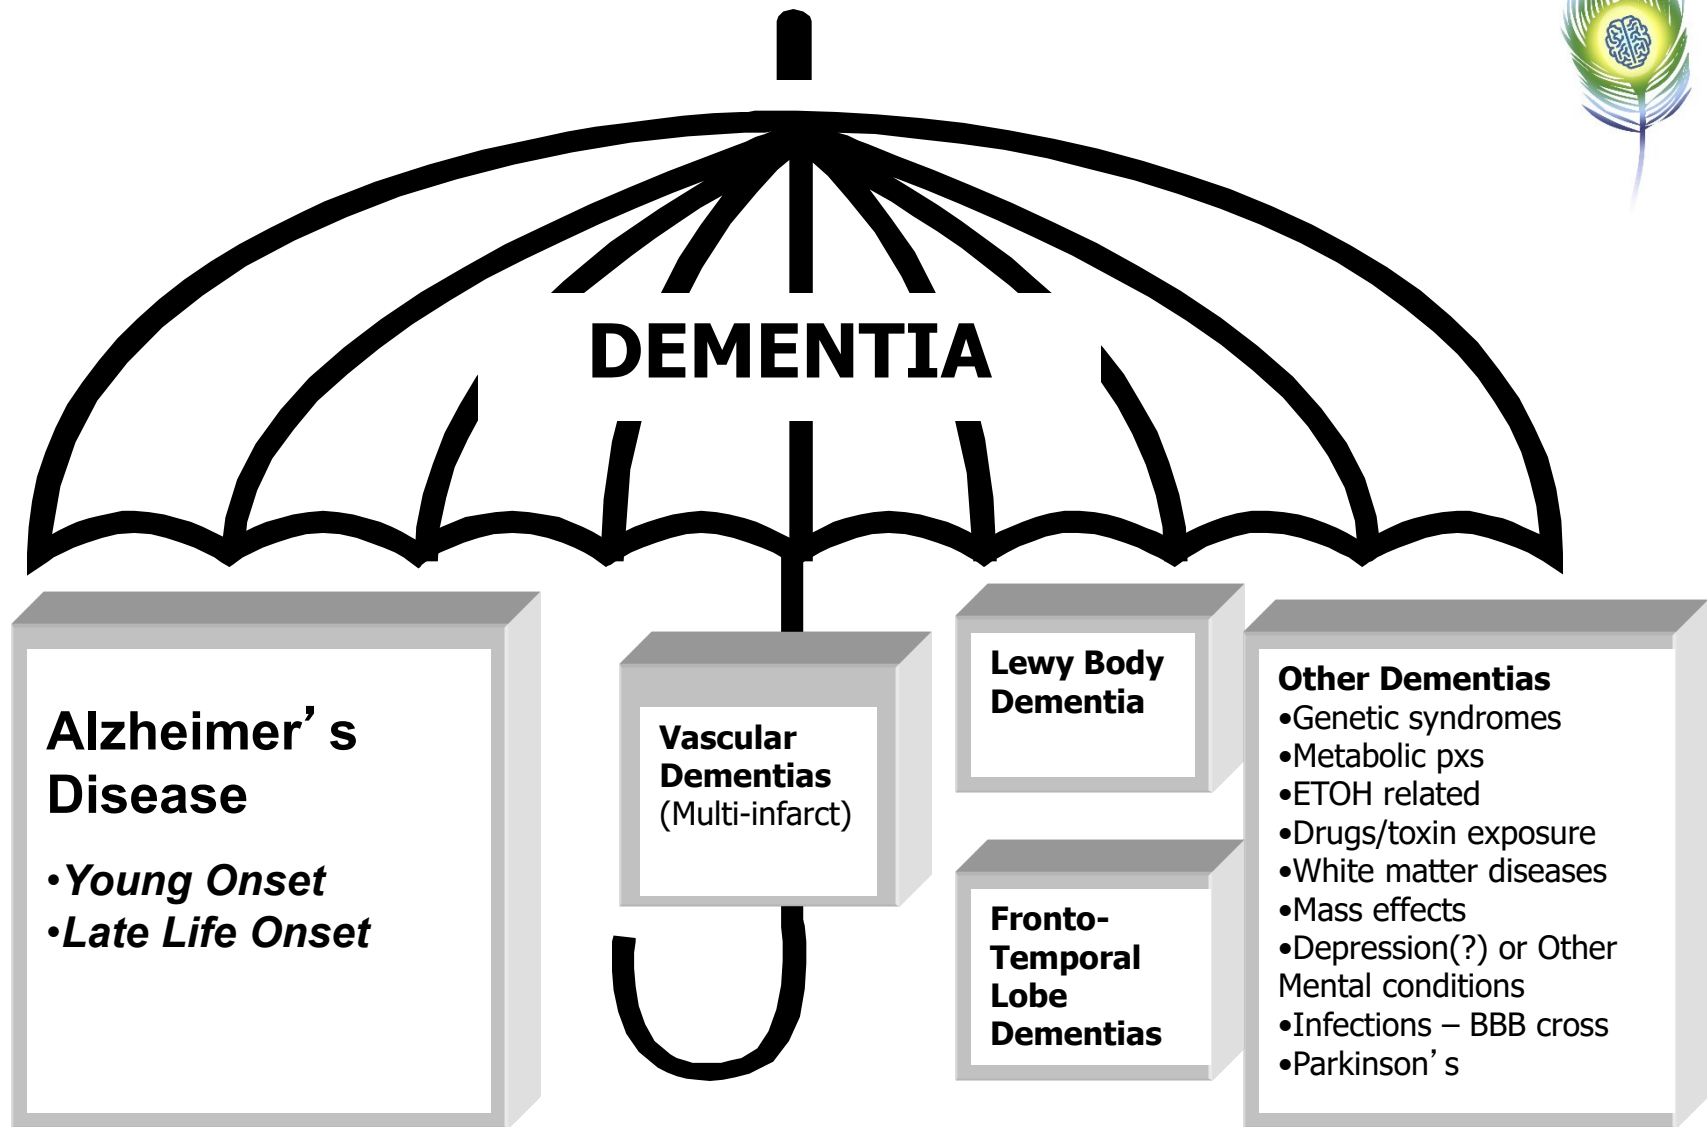 DEMENTIA
Alzheimer’s
Disease
•Young Onset
•Late Life Onset
Vascular
Dementias
(Multi-infarct)
Lewy Body
Dementia
Fronto-
Temporal
Lobe
Dementias
Other Dementias
•Genetic syndromes
•Metabolic pxs
•ETOH related
•Drugs/toxin exposure
•White matter diseases
•Mass effects
•Depression(?) or Other
Mental conditions
•Infections – BBB cross
•Parkinson’s